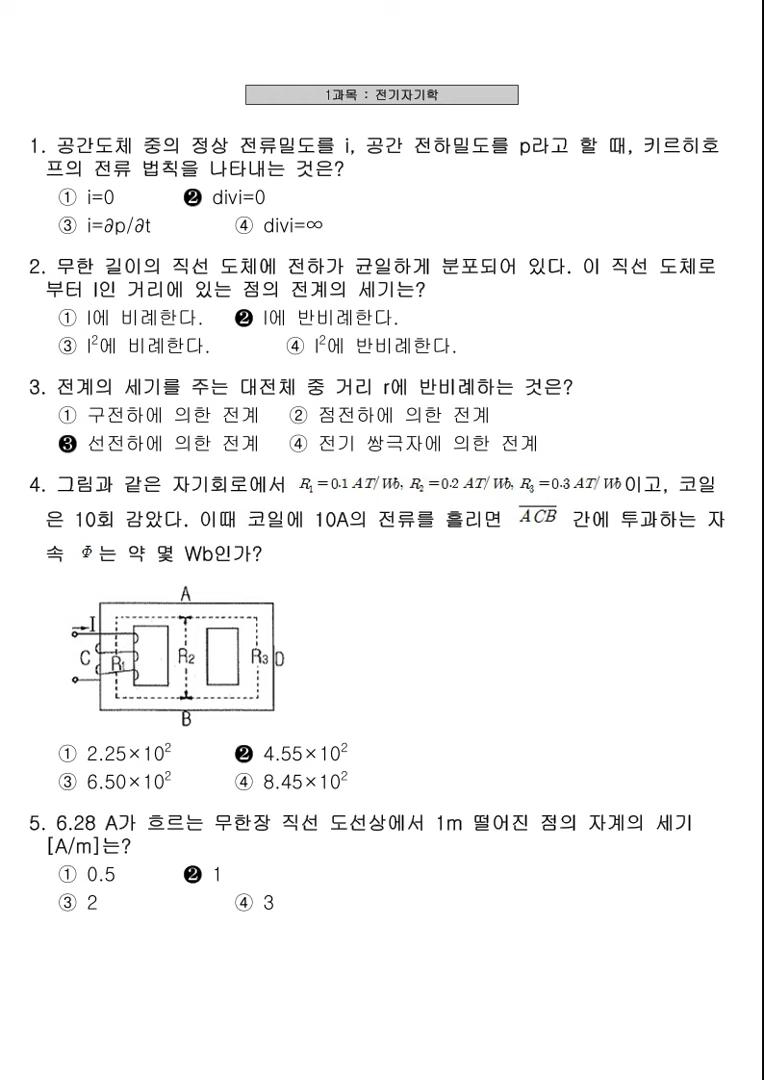 1과목 : 전기자기학
1. 공간도체 중의 정상 전류밀도를 i, 공간 전하밀도를 p라고 할 때, 키르히호
프의 전류 법칙을 나타내는 것은?
① i=0 ❷ divi=0
③ i=∂p/∂t ④ divi=∞
2. 무한 길이의 직선 도체에 전하가 균일하게 분포되어 있다. 이 직선 도체로
부터 l인 거리에 있는 점의 전계의 세기는?
① l에 비례한다. ❷ l에 반비례한다.
③ l²에 비례한다. ④ l²에 반비례한다.
3. 전계의 세기를 주는 대전체 중 거리 r에 반비례하는 것은?
① 구전하에 의한 전계 ② 점전하에 의한 전계
❸ 선전하에 의한 전계 ④ 전기 쌍극자에 의한 전계
4. 그림과 같은 자기회로에서 R₁=0.1 AT/Wb, R₂=0.2 AT/Wb, R₃=0.3 AT/Wb이고, 코일
은 10회 감았다. 이때 코일에 10A의 전류를 흘리면 A̅C̅B̅ 간에 투과하는 자
속 Φ는 약 몇 Wb인가?
A
I
C R₁ R₂ R₃ D
B
① 2.25×10² ❷ 4.55×10²
③ 6.50×10² ④ 8.45×10²
5. 6.28 A가 흐르는 무한장 직선 도선상에서 1m 떨어진 점의 자계의 세기
[A/m]는?
① 0.5 ❷ 1
③ 2 ④ 3